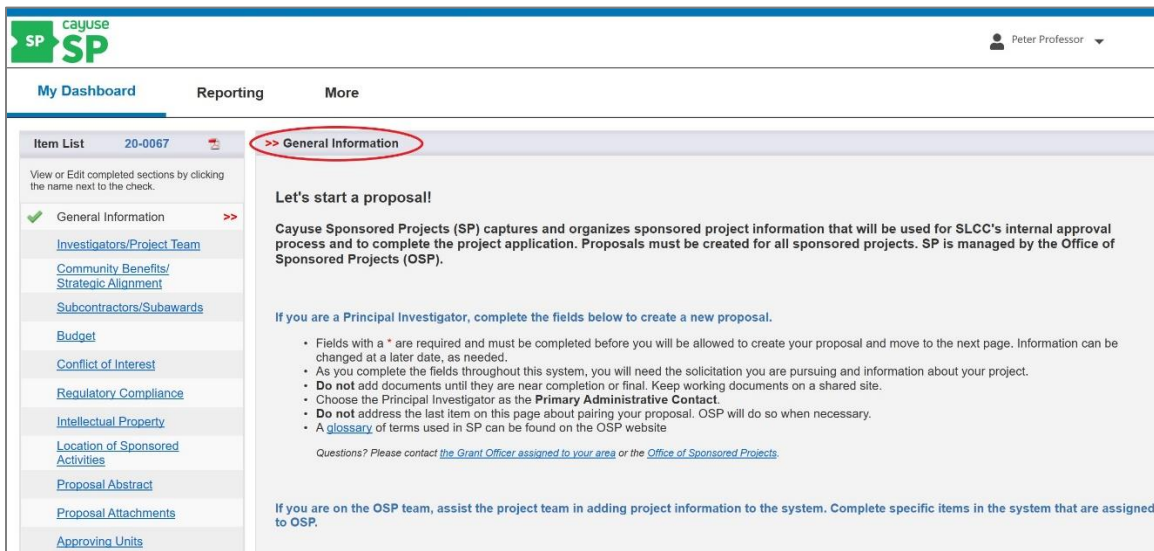 cayuse
SP SP
Peter Professor
My Dashboard Reporting More
Item List 20-0067
>> General Information
View or Edit completed sections by clicking
the name next to the check.
General Information >>
Investigators/Project Team
Community Benefits/
Strategic Alignment
Subcontractors/Subawards
Budget
Conflict of Interest
Regulatory Compliance
Intellectual Property
Location of Sponsored
Activities
Proposal Abstract
Proposal Attachments
Approving Units
Let's start a proposal!
Cayuse Sponsored Projects (SP) captures and organizes sponsored project information that will be used for SLCC's internal approval
process and to complete the project application. Proposals must be created for all sponsored projects. SP is managed by the Office of
Sponsored Projects (OSP).
If you are a Principal Investigator, complete the fields below to create a new proposal.
• Fields with a * are required and must be completed before you will be allowed to create your proposal and move to the next page. Information can be
changed at a later date, as needed.
• As you complete the fields throughout this system, you will need the solicitation you are pursuing and information about your project.
• Do not add documents until they are near completion or final. Keep working documents on a shared site.
• Choose the Principal Investigator as the Primary Administrative Contact.
• Do not address the last item on this page about pairing your proposal. OSP will do so when necessary.
• A glossary of terms used in SP can be found on the OSP website
Questions? Please contact the Grant Officer assigned to your area or the Office of Sponsored Projects.
If you are on the OSP team, assist the project team in adding project information to the system. Complete specific items in the system that are assigned
to OSP.